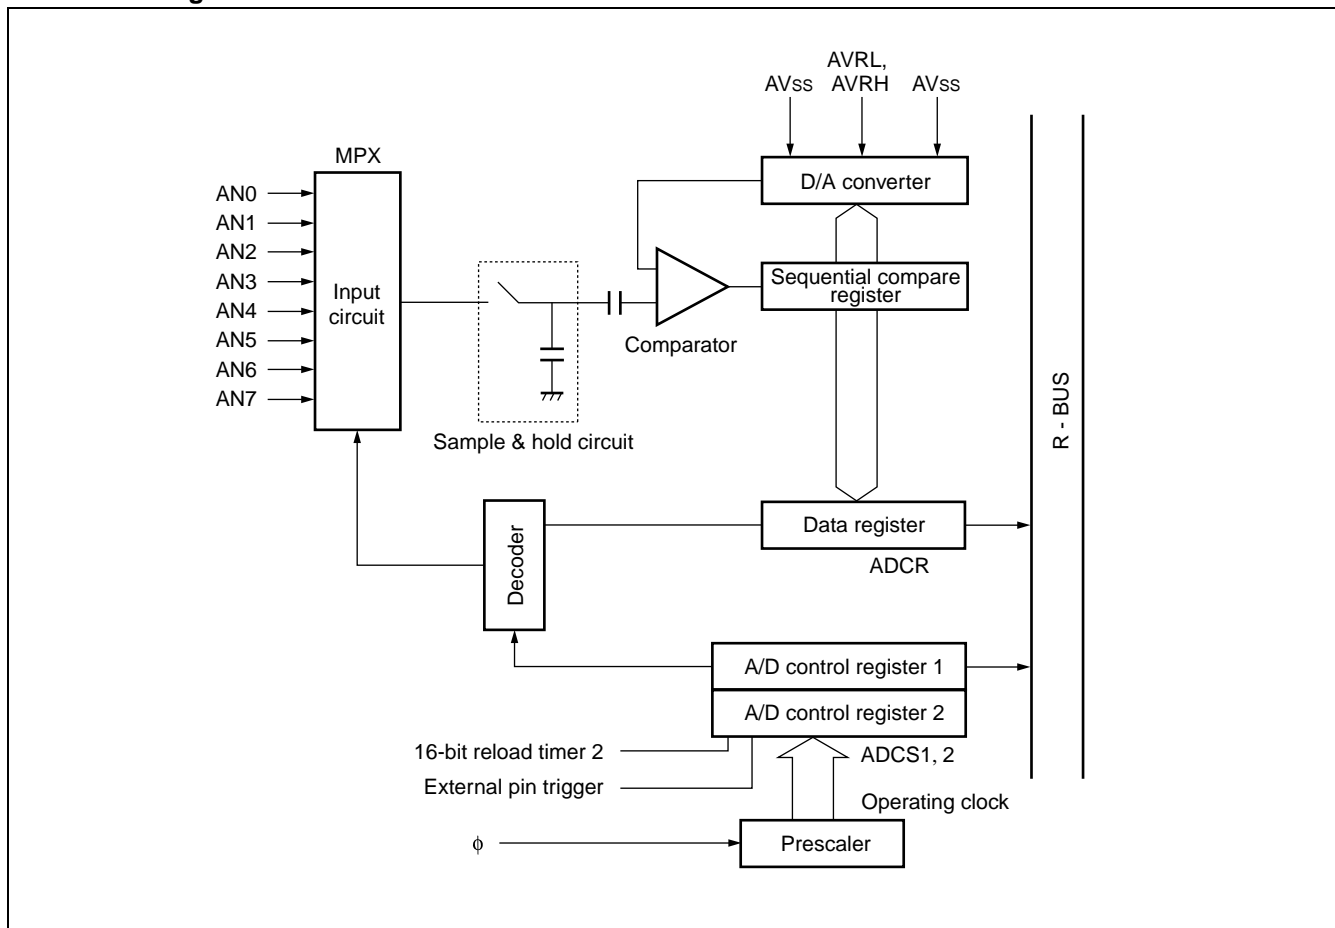 AVRL,
AVSS AVRH AVSS
MPX
D/A converter
AN0
AN1
AN2
AN3
AN4
AN5
AN6
AN7
Input
circuit
Sequential compare
register
Comparator
Sample & hold circuit
R - BUS
Decoder
Data register
ADCR
A/D control register 1
A/D control register 2
16-bit reload timer 2
ADCS1, 2
External pin trigger
Operating clock
ϕ
Prescaler